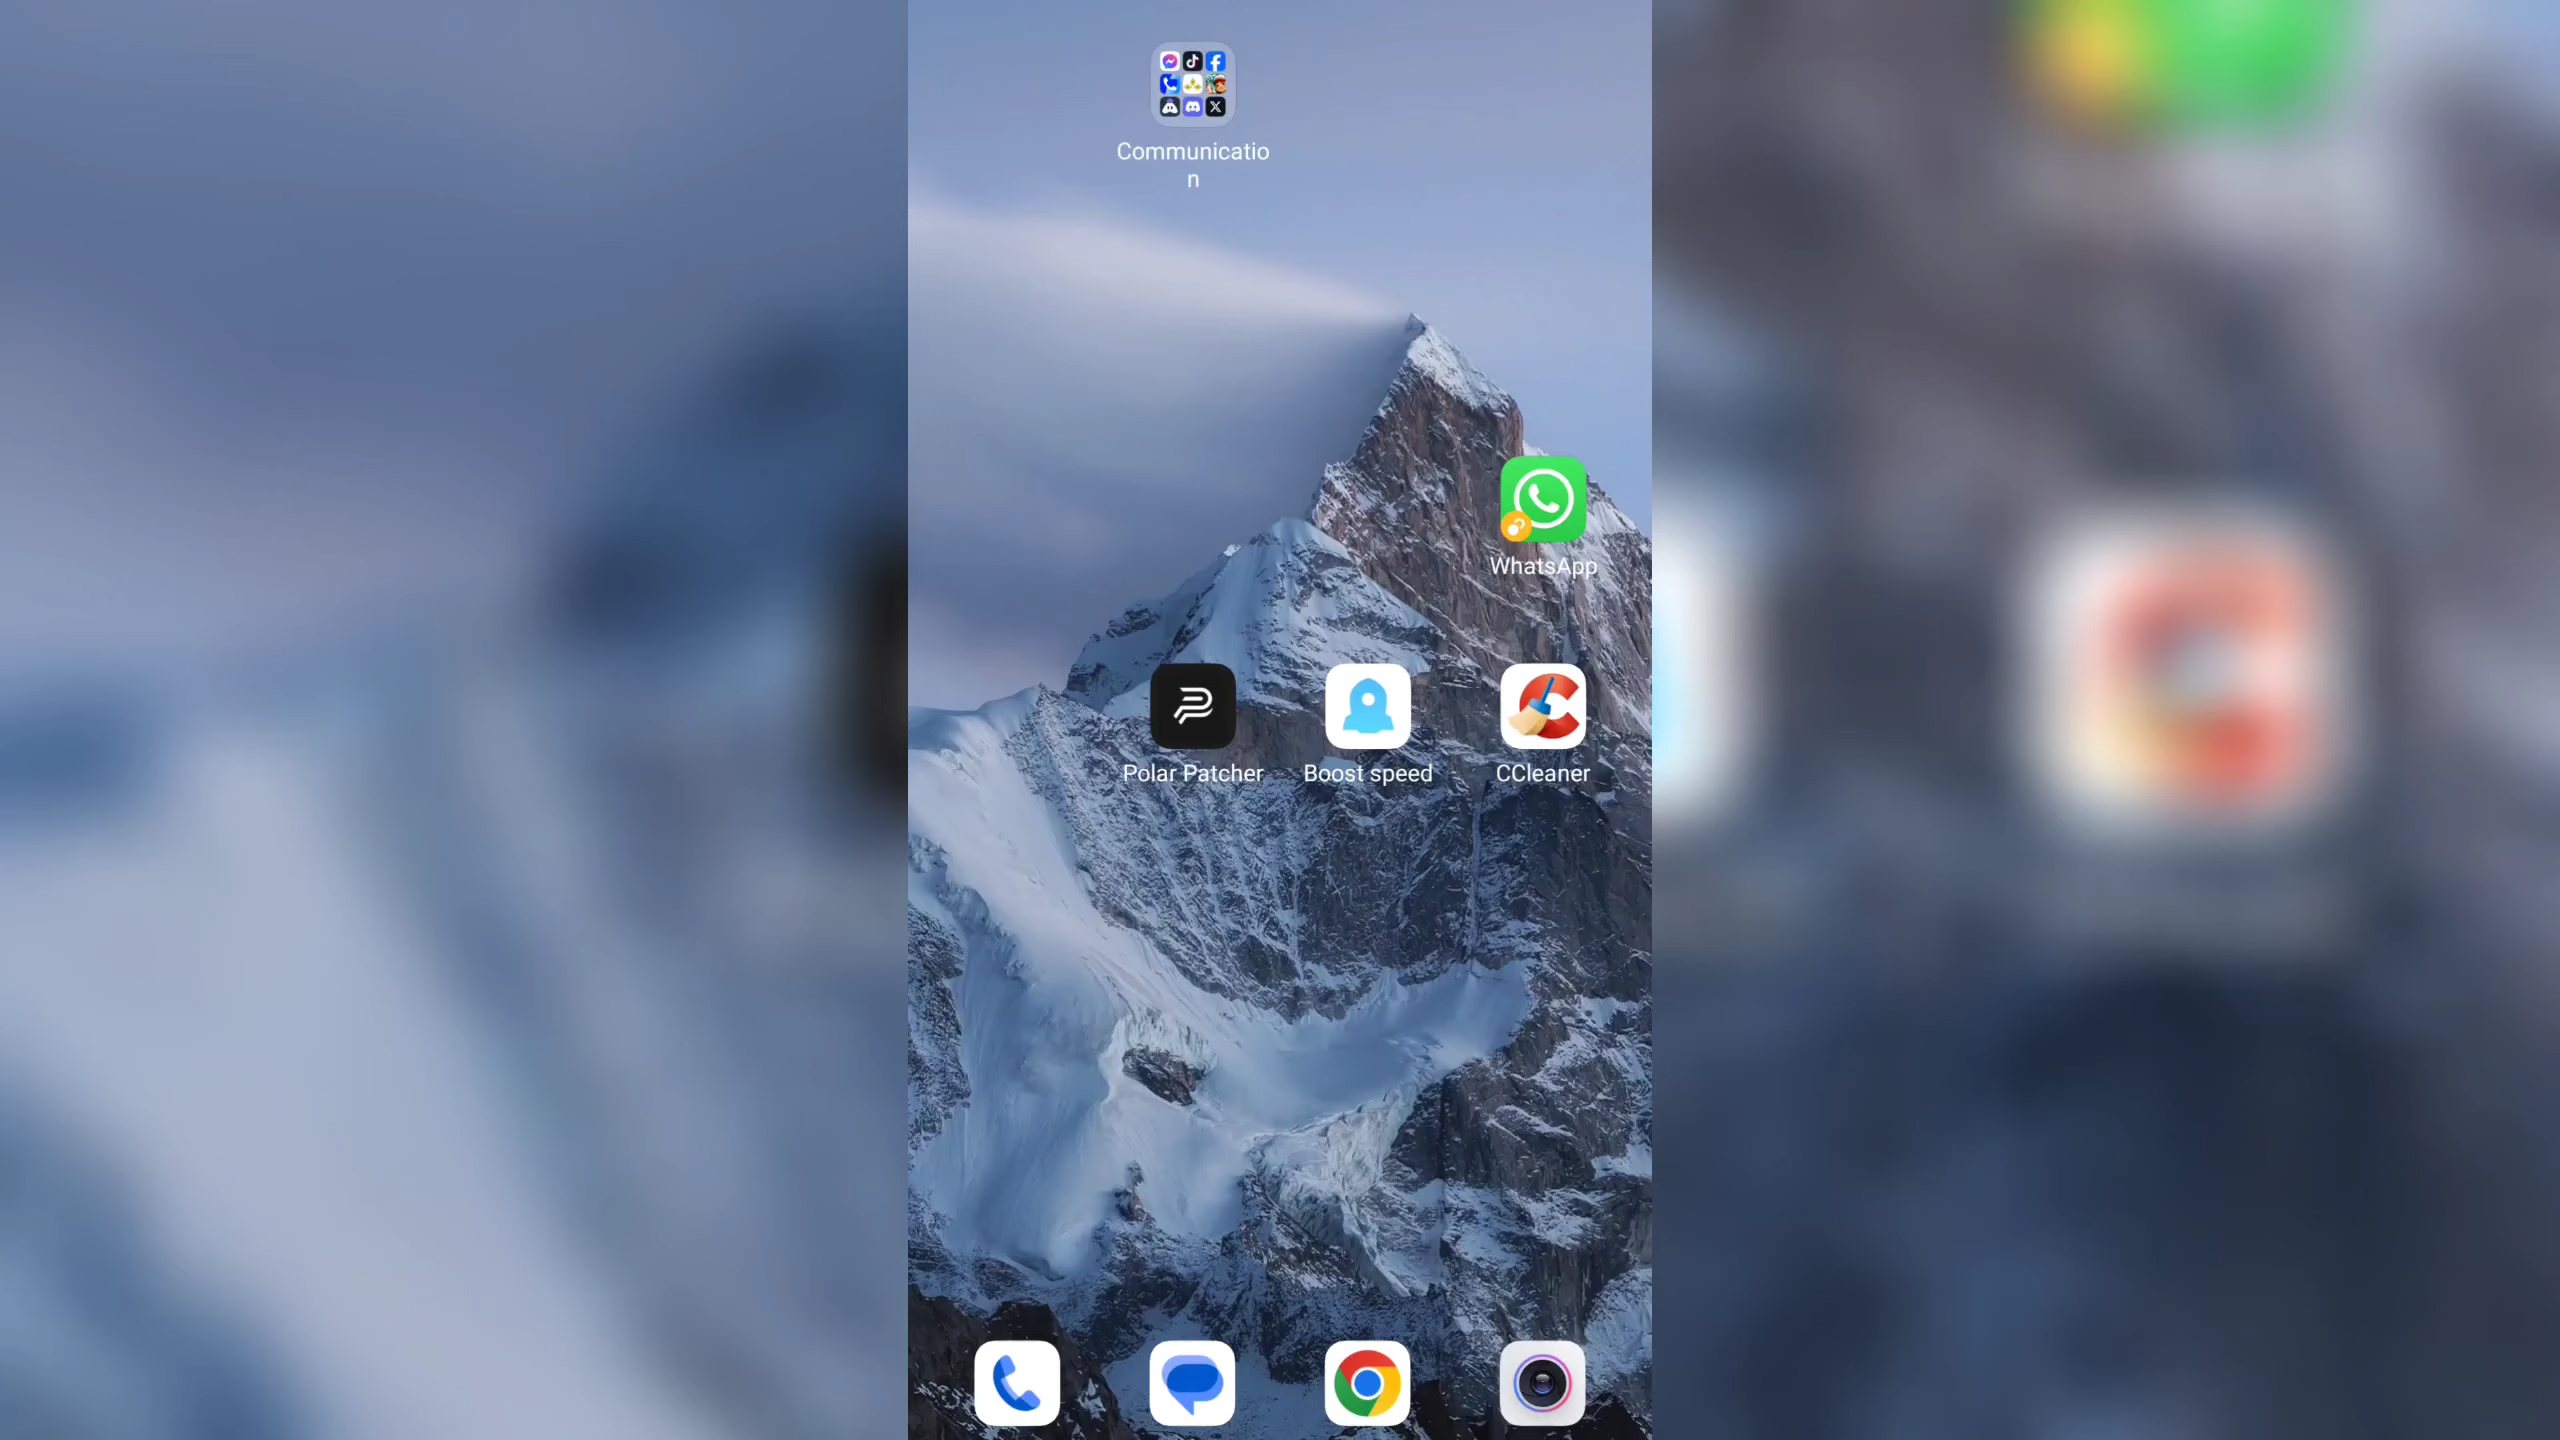 Communicatio
n
WhatsApp
Polar Patcher
Boost speed
CCleaner